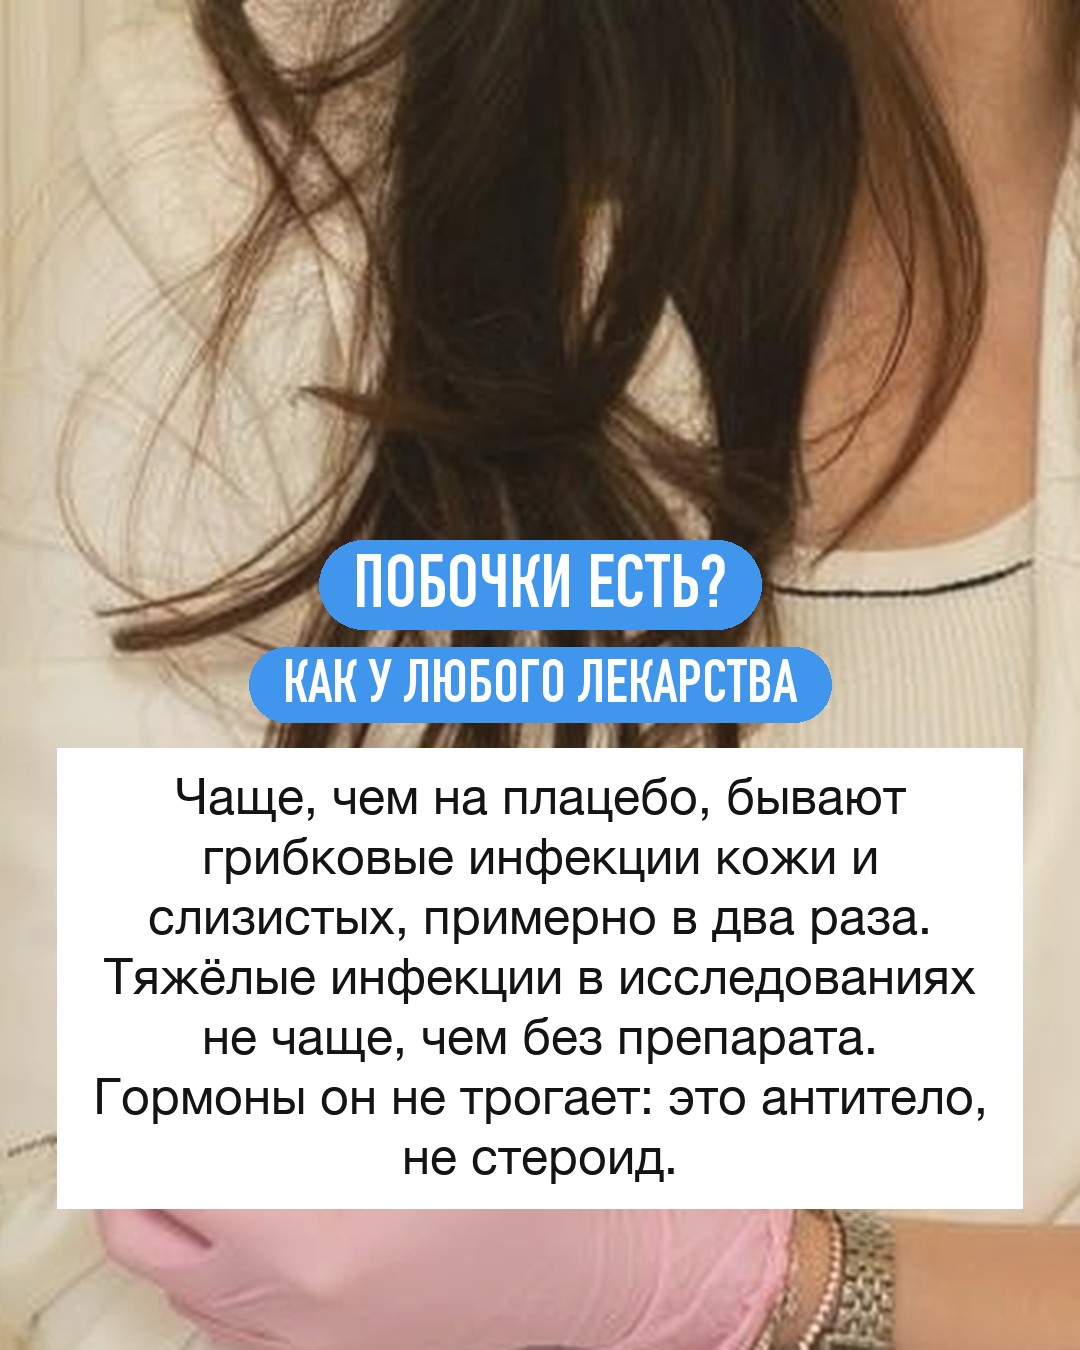 ПОБОЧКИ ЕСТЬ?
КАК У ЛЮБОГО ЛЕКАРСТВА
Чаще, чем на плацебо, бывают
грибковые инфекции кожи и
слизистых, примерно в два раза.
Тяжёлые инфекции в исследованиях
не чаще, чем без препарата.
Гормоны он не трогает: это антитело,
не стероид.